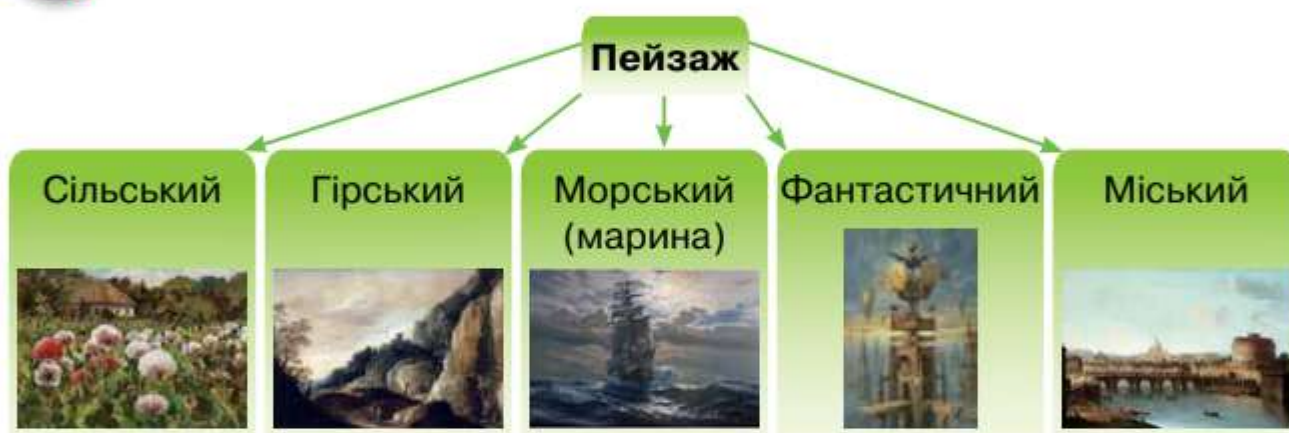 Пейзаж
Сільський
Гірський
Морський
(марина)
Фантастичний
Міський